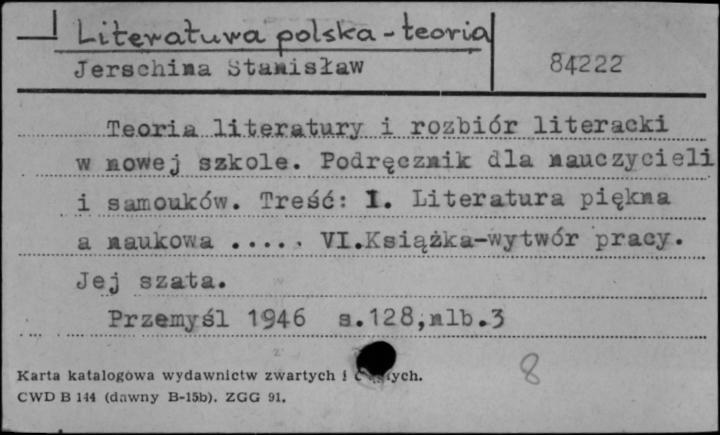 Literatura polska - teoria
Jerschina Stanisław 84222
Teoria literatury i rozbiór literacki
w nowej szkole. Podręcznik dla nauczycieli
i samouków. Treść: I. Literatura piękna
a naukowa ..... VI.Książka-wytwór pracy.
Jej szata.
Przemyśl 1946 s.128,nlb.3
Karta katalogowa wydawnictw zwartych i
CWD B 144 (dawny B-15b). ZGG 91.
8